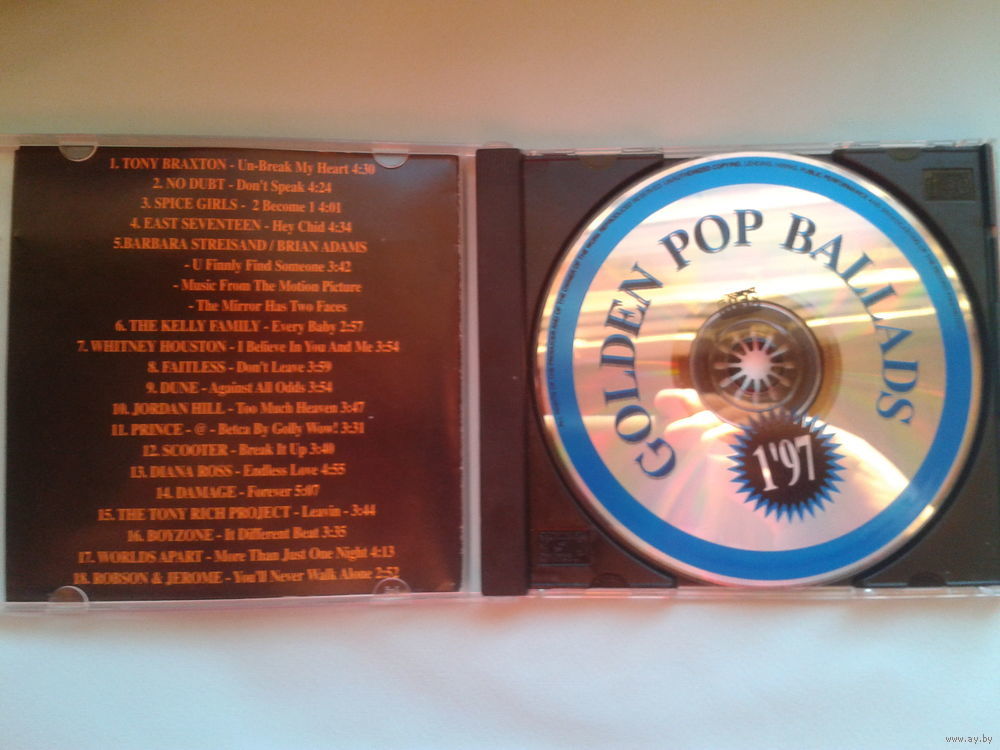 1. TONY BRAXTON - Un-Break My Heart 4:30
2. NO DUBT - Don't Speak 4:24
3. SPICE GIRLS - 2 Become 1 4:01
4. EAST SEVENTEEN - Hey Chid 4:34
5.BARBARA STREISAND / BRIAN ADAMS
- U Finnly Find Someone 3:42
- Music From The Motion Picture
- The Mirror Has Two Faces
6. THE KELLY FAMILY - Every Baby 2:57
7. WHITNEY HOUSTON - I Believe In You And Me 3:54
8. FAITLESS - Don't Leave 3:59
9. DUNE - Against All Odds 3:54
10. JORDAN HILL - Too Much Heaven 3:47
11. PRINCE - @ - Betca By Golly Wow! 3:31
12. SCOOTER - Break It Up 3:40
13. DIANA ROSS - Endless Love 4:55
14. DAMAGE - Forever 5:07
15. THE TONY RICH PROJECT - Leavin - 3:44
16. BOYZONE - It Different Beat 3:35
17. WORLDS APART - More Than Just One Night 4:13
18. ROBSON & JEROME - You'll Never Walk Alone 2:52
GOLDEN POP BALLADS
1'97
www.ay.by